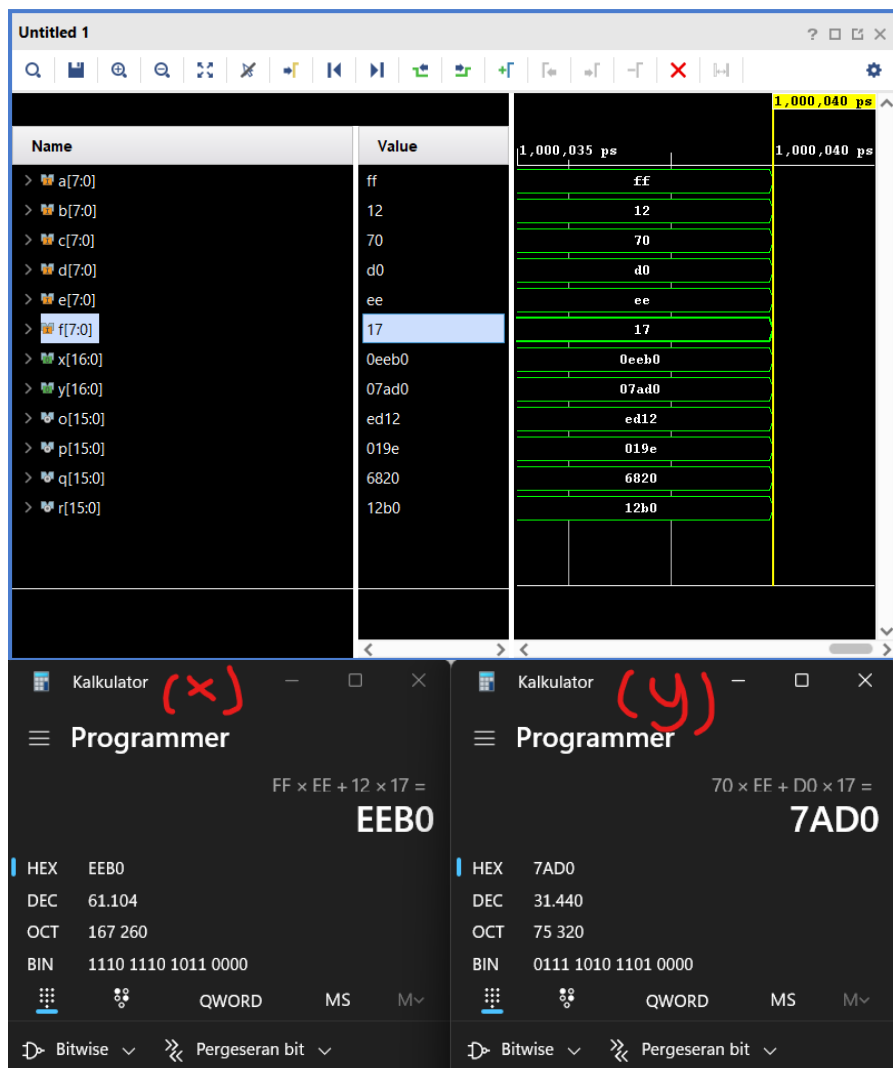 Untitled 1
? 
1,000,040 ps
Name Value 1,000,035 ps 1,000,040 ps
a[7:0] ff ff
b[7:0] 12 12
c[7:0] 70 70
d[7:0] d0 d0
e[7:0] ee ee
f[7:0] 17 17
x[16:0] 0eeb0 0eeb0
y[16:0] 07ad0 07ad0
o[15:0] ed12 ed12
p[15:0] 019e 019e
q[15:0] 6820 6820
r[15:0] 12b0 12b0
Kalkulator (x)
Programmer
FF × EE + 12 × 17 =
EEB0
HEX EEB0
DEC 61.104
OCT 167 260
BIN 1110 1110 1011 0000
QWORD MS M
Bitwise Pergeseran bit
Kalkulator (y)
Programmer
70 × EE + D0 × 17 =
7AD0
HEX 7AD0
DEC 31.440
OCT 75 320
BIN 0111 1010 1101 0000
QWORD MS M
Bitwise Pergeseran bit